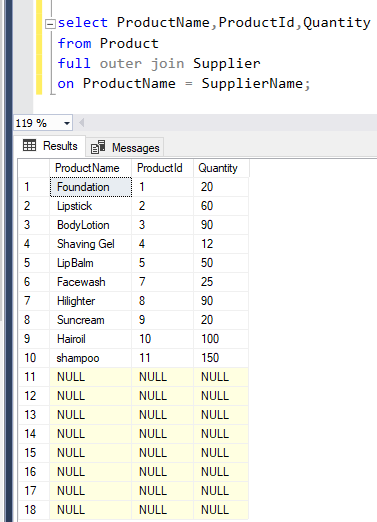 select ProductName,ProductId,Quantity
from Product
full outer join Supplier
on ProductName = SupplierName;
119 %
Results Messages
ProductName ProductId Quantity
1 Foundation 1 20
2 Lipstick 2 60
3 BodyLotion 3 90
4 Shaving Gel 4 12
5 LipBalm 5 50
6 Facewash 7 25
7 Hilighter 8 90
8 Suncream 9 20
9 Hairoil 10 100
10 shampoo 11 150
11 NULL NULL NULL
12 NULL NULL NULL
13 NULL NULL NULL
14 NULL NULL NULL
15 NULL NULL NULL
16 NULL NULL NULL
17 NULL NULL NULL
18 NULL NULL NULL